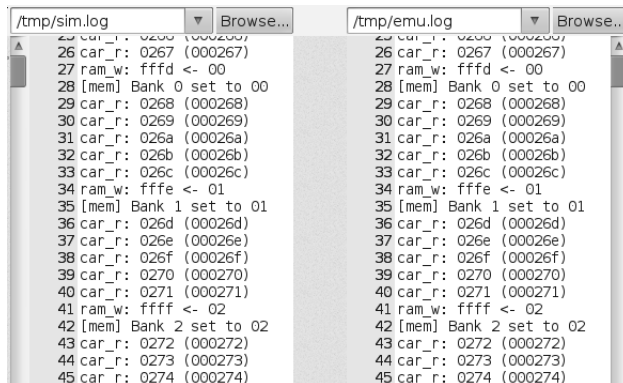 /tmp/sim.log Browse...
25 car_r: 0266 (000266)
26 car_r: 0267 (000267)
27 ram_w: fffd <- 00
28 [mem] Bank 0 set to 00
29 car_r: 0268 (000268)
30 car_r: 0269 (000269)
31 car_r: 026a (00026a)
32 car_r: 026b (00026b)
33 car_r: 026c (00026c)
34 ram_w: fffe <- 01
35 [mem] Bank 1 set to 01
36 car_r: 026d (00026d)
37 car_r: 026e (00026e)
38 car_r: 026f (00026f)
39 car_r: 0270 (000270)
40 car_r: 0271 (000271)
41 ram_w: ffff <- 02
42 [mem] Bank 2 set to 02
43 car_r: 0272 (000272)
44 car_r: 0273 (000273)
45 car_r: 0274 (000274)
/tmp/emu.log Browse...
25 car_r: 0266 (000266)
26 car_r: 0267 (000267)
27 ram_w: fffd <- 00
28 [mem] Bank 0 set to 00
29 car_r: 0268 (000268)
30 car_r: 0269 (000269)
31 car_r: 026a (00026a)
32 car_r: 026b (00026b)
33 car_r: 026c (00026c)
34 ram_w: fffe <- 01
35 [mem] Bank 1 set to 01
36 car_r: 026d (00026d)
37 car_r: 026e (00026e)
38 car_r: 026f (00026f)
39 car_r: 0270 (000270)
40 car_r: 0271 (000271)
41 ram_w: ffff <- 02
42 [mem] Bank 2 set to 02
43 car_r: 0272 (000272)
44 car_r: 0273 (000273)
45 car_r: 0274 (000274)